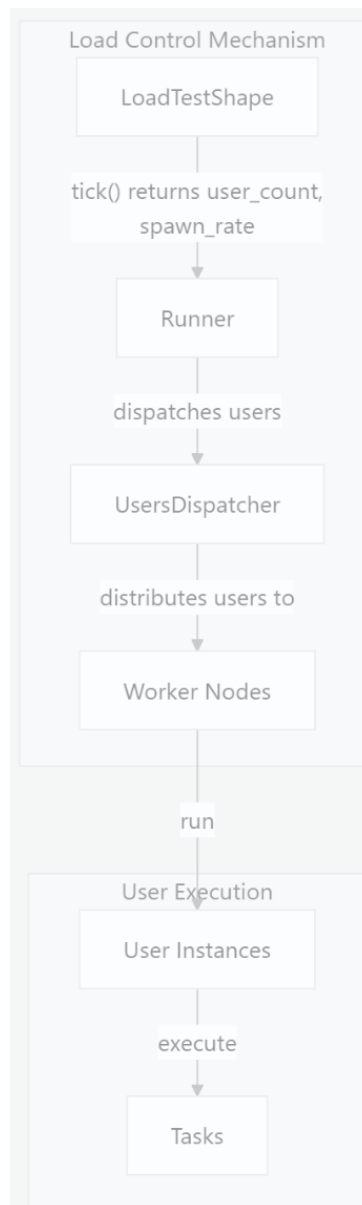 Load Control Mechanism
LoadTestShape
tick() returns user_count,
spawn_rate
Runner
dispatches users
UsersDispatcher
distributes users to
Worker Nodes
run
User Execution
User Instances
execute
Tasks